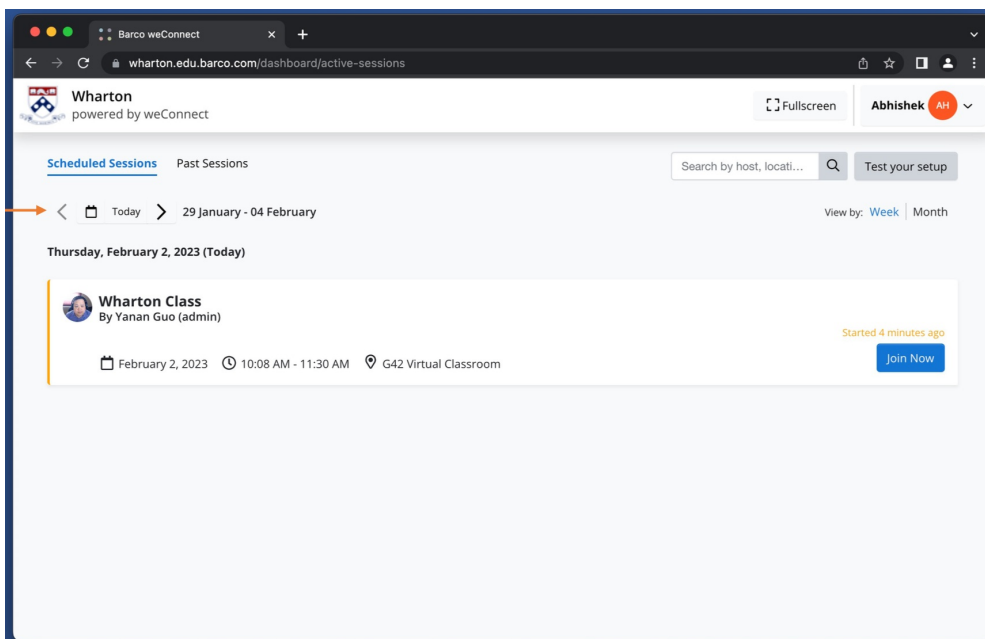 Barco weConnect
wharton.edu.barco.com/dashboard/active-sessions
Wharton
powered by weConnect
Fullscreen
Abhishek AH
Scheduled Sessions Past Sessions
Search by host, locati...
Test your setup
Today 29 January - 04 February
View by: Week Month
Thursday, February 2, 2023 (Today)
Wharton Class
By Yanan Guo (admin)
Started 4 minutes ago
February 2, 2023 10:08 AM - 11:30 AM G42 Virtual Classroom
Join Now